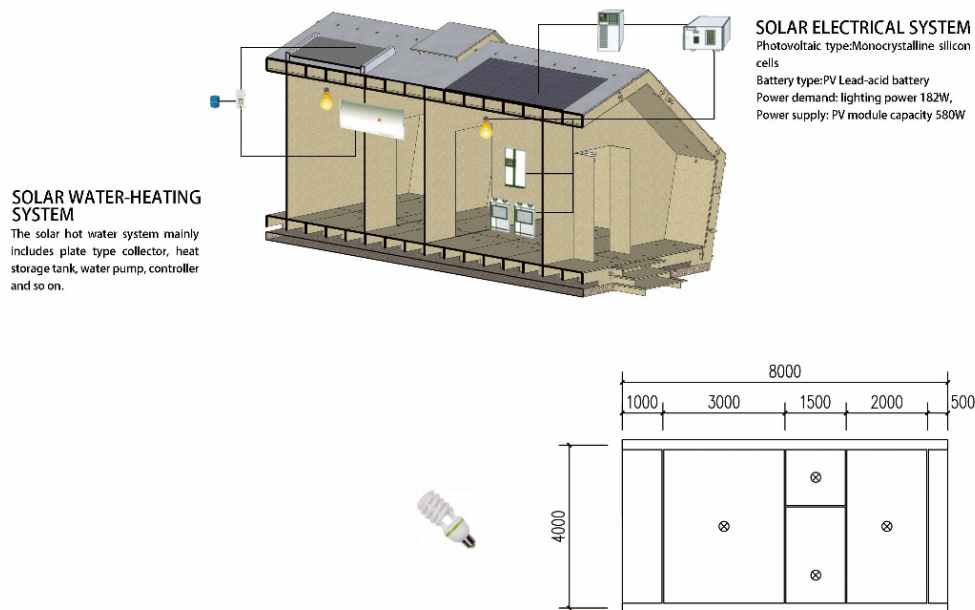 SOLAR ELECTRICAL SYSTEM
Photovoltaic type:Monocrystalline silicon
cells
Battery type:PV Lead-acid battery
Power demand: lighting power 182W,
Power supply: PV module capacity 580W
SOLAR WATER-HEATING
SYSTEM
The solar hot water system mainly
includes plate type collector, heat
storage tank, water pump, controller
and so on.
8000
1000 3000 1500 2000 500
4000